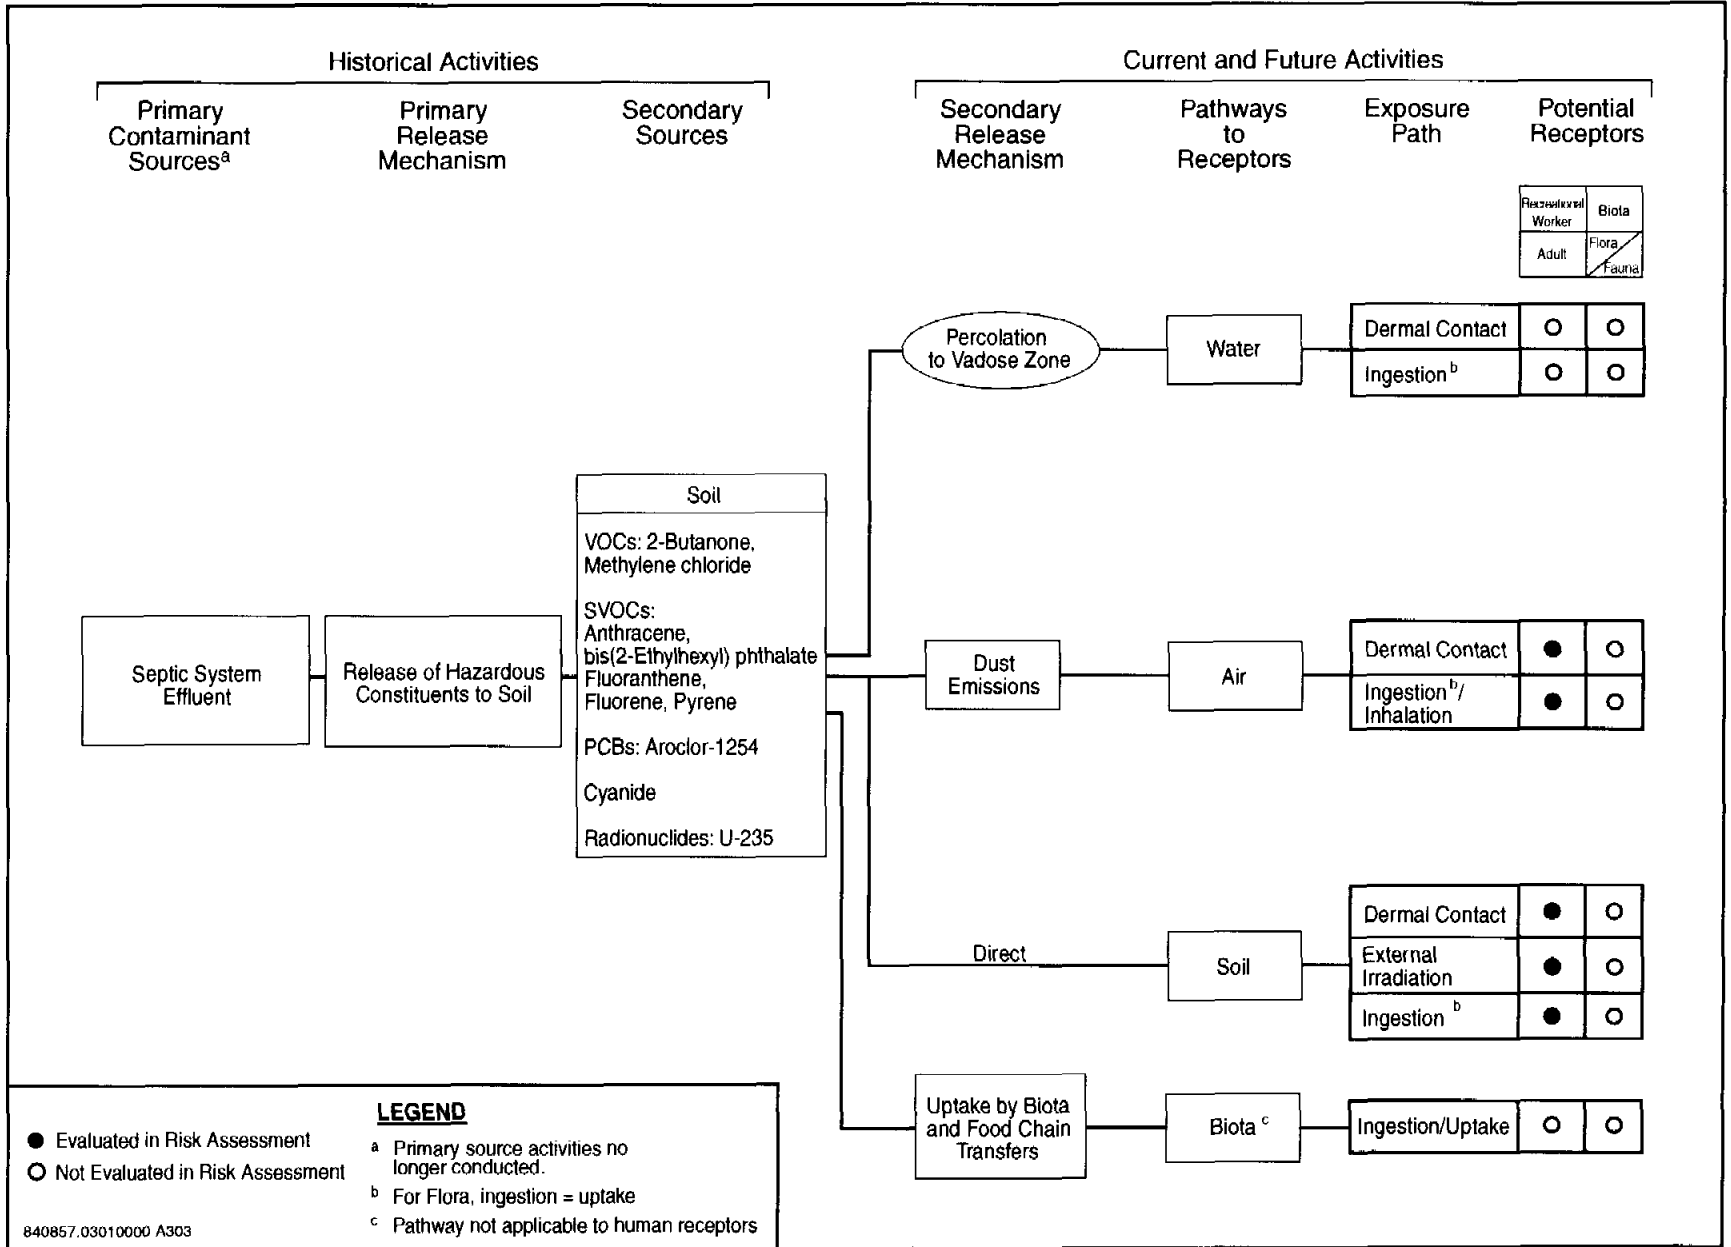 Historical Activities
Current and Future Activities
Primary
Contaminant
Sources a
Primary
Release
Mechanism
Secondary
Sources
Secondary
Release
Mechanism
Pathways
to
Receptors
Exposure
Path
Potential
Receptors
Recreational
Worker
Biota
Adult
Flora
Fauna
Percolation
to Vadose Zone
Water
Dermal Contact
Ingestion b
Soil
VOCs: 2-Butanone,
Methylene chloride
SVOCs:
Anthracene,
bis(2-Ethylhexyl) phthalate
Fluoranthene,
Fluorene, Pyrene
PCBs: Aroclor-1254
Cyanide
Radionuclides: U-235
Septic System
Effluent
Release of Hazardous
Constituents to Soil
Dust
Emissions
Air
Dermal Contact
Ingestion b/
Inhalation
Direct
Soil
Dermal Contact
External
Irradiation
Ingestion b
Uptake by Biota
and Food Chain
Transfers
Biota c
Ingestion/Uptake
LEGEND
Evaluated in Risk Assessment
Not Evaluated in Risk Assessment
a Primary source activities no
longer conducted.
b For Flora, ingestion = uptake
c Pathway not applicable to human receptors
840857.03010000 A303